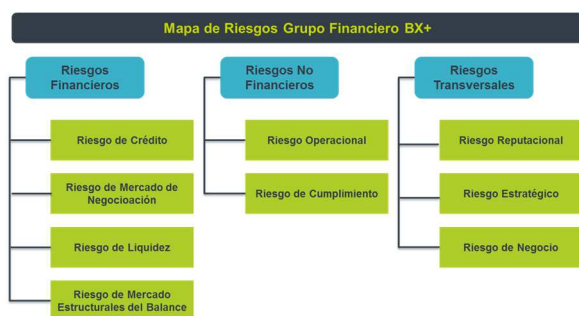 Mapa de Riesgos Grupo Financiero BX+
Riesgos
Financieros
Riesgos No
Financieros
Riesgos
Transversales
Riesgo de Crédito
Riesgo Operacional
Riesgo Reputacional
Riesgo de Mercado de
Negocioación
Riesgo de Cumplimiento
Riesgo Estratégico
Riesgo de Liquidez
Riesgo de Negocio
Riesgo de Mercado
Estructurales del Balance